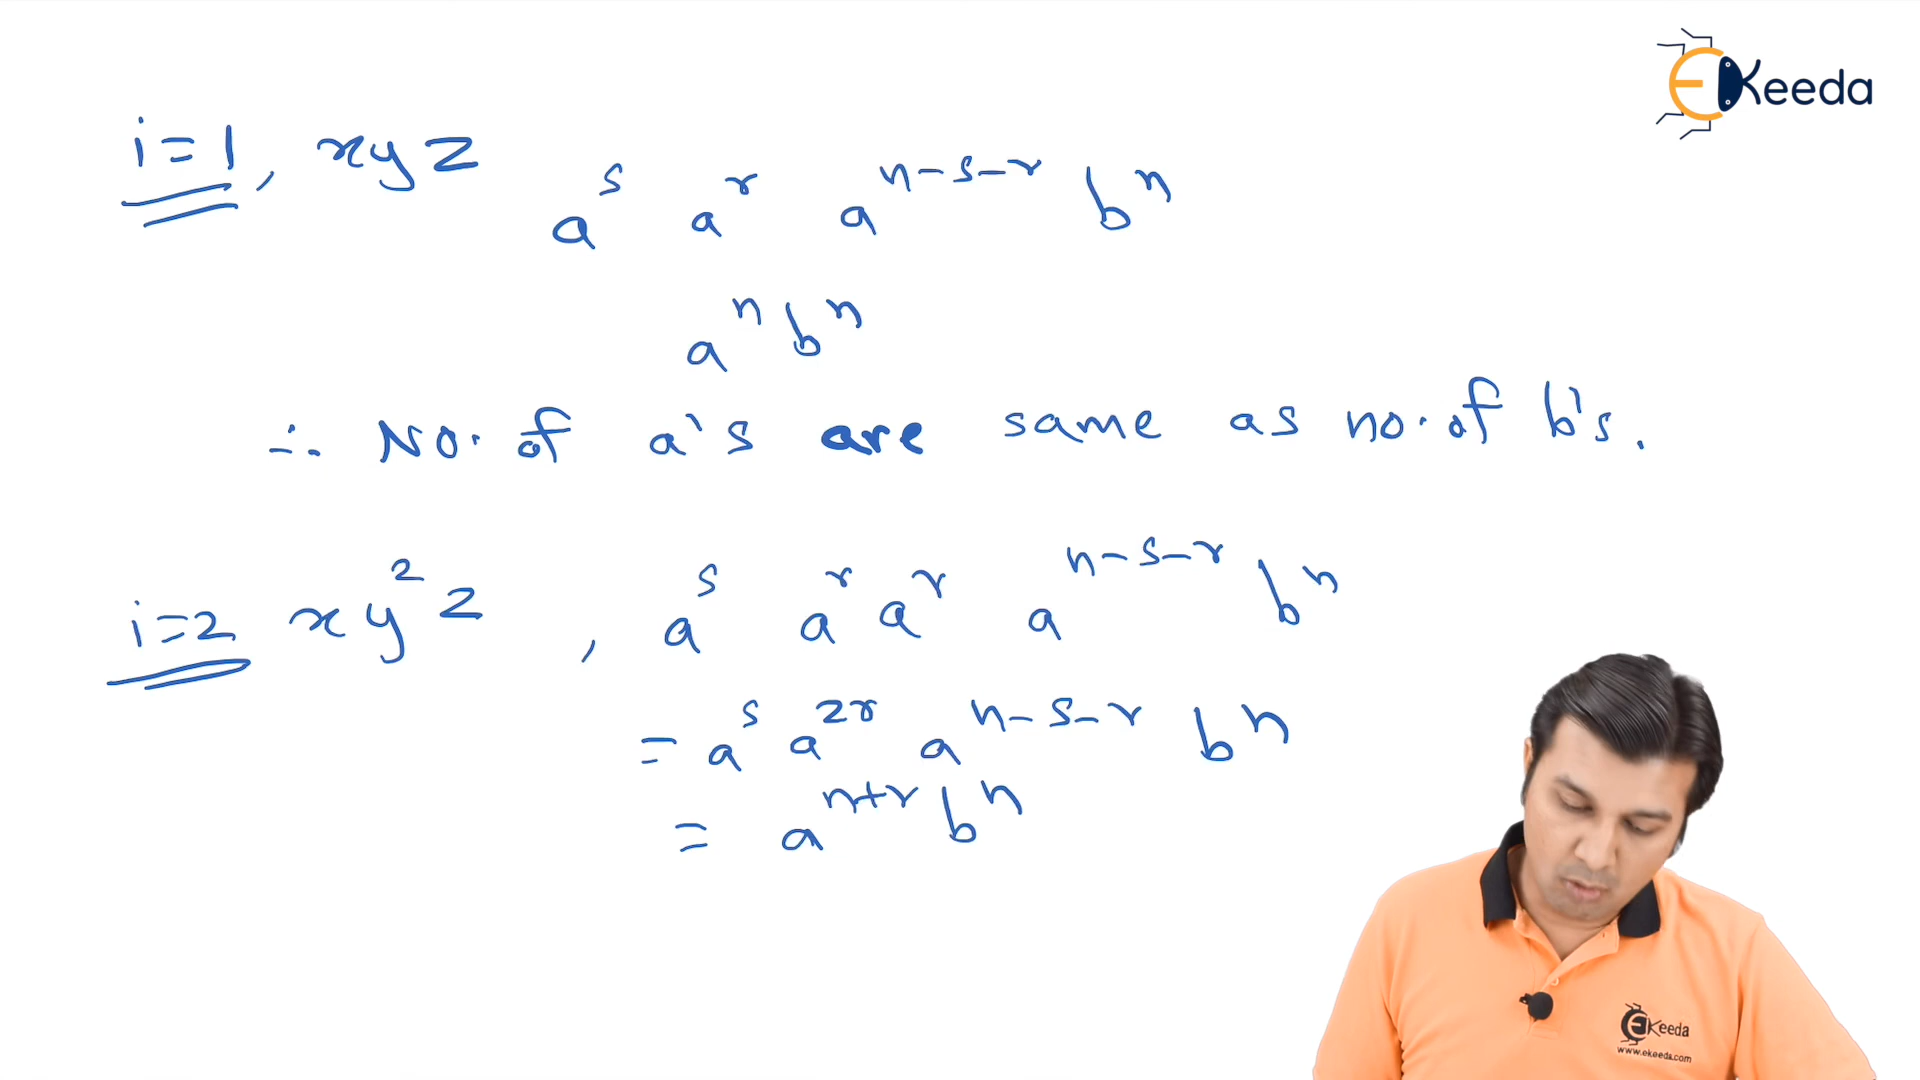 EKeeda
i=1, xyz
a^s a^r a^{n-s-r} b^n
a^n b^n
∴ No. of a's are same as no. of b's.
i=2 xy^2z , a^s a^r a^r a^{n-s-r} b^n
= a^s a^{2r} a^{n-s-r} b^n
= a^{n+r} b^n
EKeeda
www.ekeeda.com